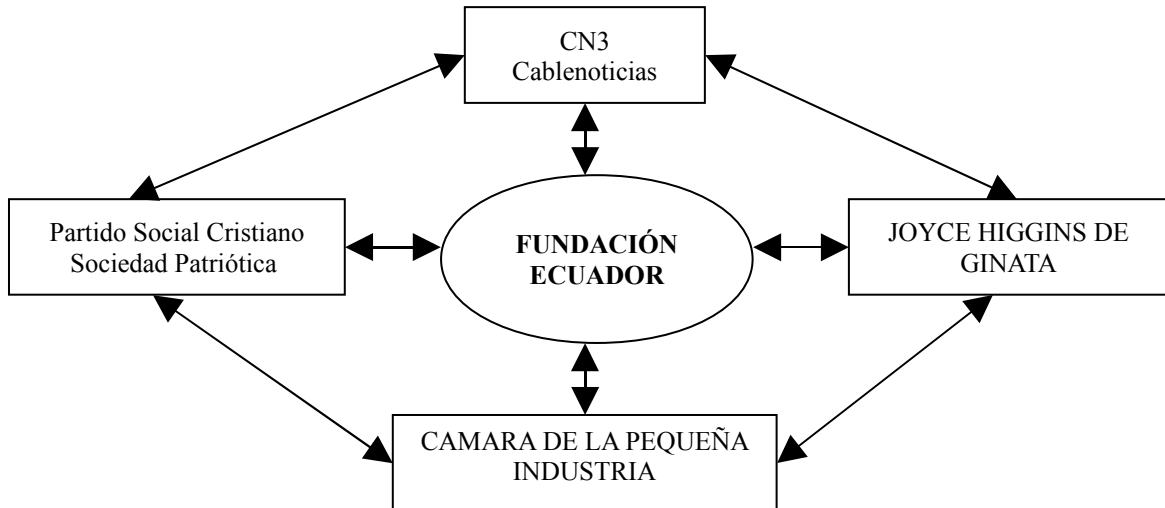 CN3
Cablenoticias
Partido Social Cristiano
Sociedad Patriótica
FUNDACIÓN
ECUADOR
JOYCE HIGGINS DE
GINATA
CAMARA DE LA PEQUEÑA
INDUSTRIA